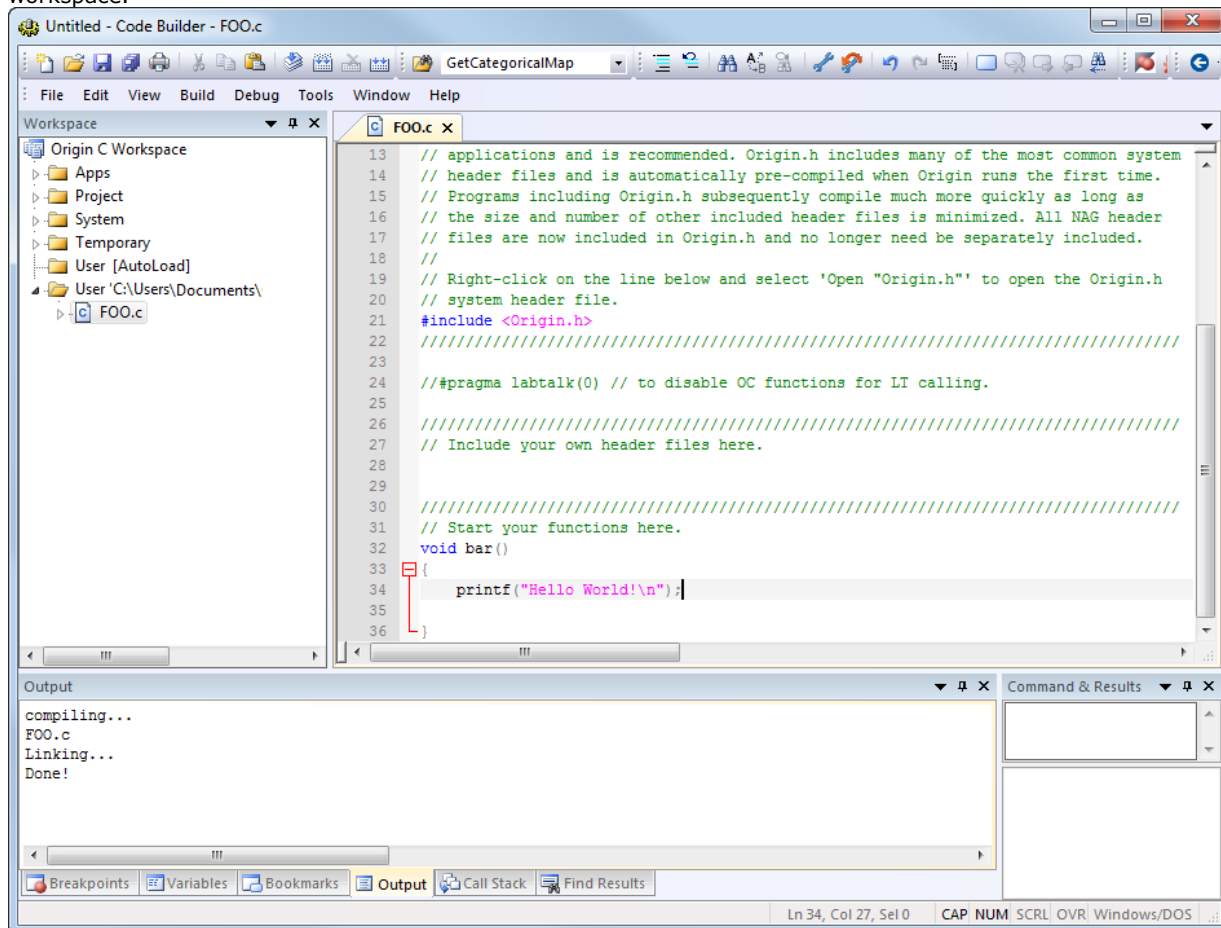 workspace.
Untitled - Code Builder - FOO.c
GetCategoricalMap
File Edit View Build Debug Tools Window Help
Workspace
FOO.c
Origin C Workspace
Apps
Project
System
Temporary
User [AutoLoad]
User 'C:\Users\Documents\
FOO.c
13 // applications and is recommended. Origin.h includes many of the most common system
14 // header files and is automatically pre-compiled when Origin runs the first time.
15 // Programs including Origin.h subsequently compile much more quickly as long as
16 // the size and number of other included header files is minimized. All NAG header
17 // files are now included in Origin.h and no longer need be separately included.
18 //
19 // Right-click on the line below and select 'Open "Origin.h"' to open the Origin.h
20 // system header file.
21 #include <Origin.h>
22 ////////////////////////////////////////////////////////////////////////////////////
23
24 //#pragma labtalk(0) // to disable OC functions for LT calling.
25
26 ////////////////////////////////////////////////////////////////////////////////////
27 // Include your own header files here.
28
29
30 ////////////////////////////////////////////////////////////////////////////////////
31 // Start your functions here.
32 void bar()
33 {
34 printf("Hello World!\n");
35
36 }
Output
Command & Results
compiling...
FOO.c
Linking...
Done!
Breakpoints Variables Bookmarks Output Call Stack Find Results
Ln 34, Col 27, Sel 0 CAP NUM SCRL OVR Windows/DOS